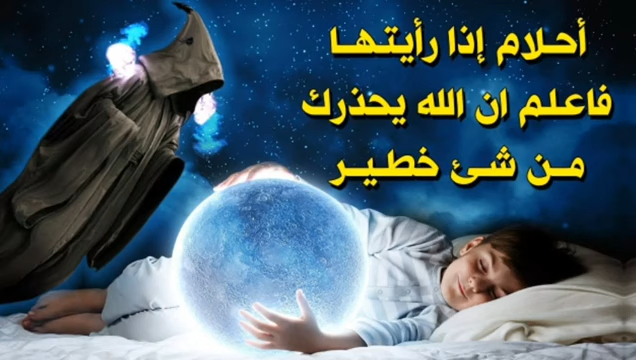 أحلام إذا رأيتها
فاعلم ان الله يحذرك
من شئ خطير